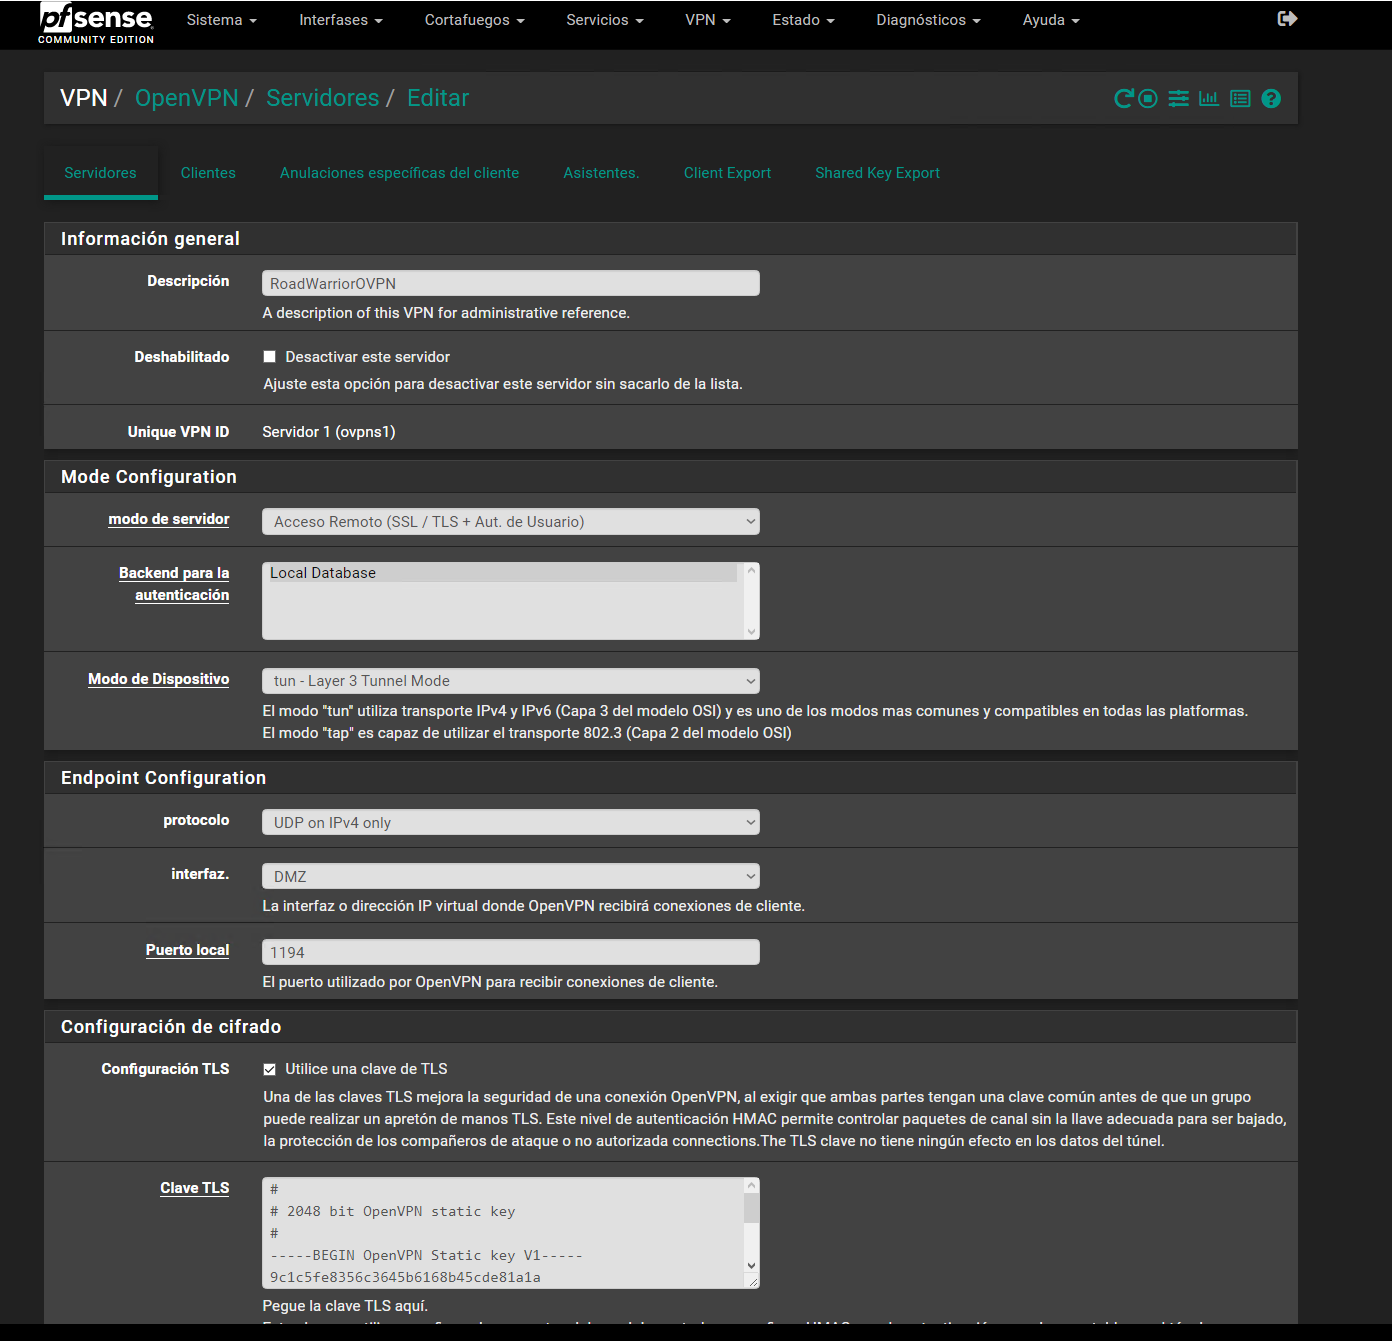 pfsense
COMMUNITY EDITION
Sistema
Interfases
Cortafuegos
Servicios
VPN
Estado
Diagnósticos
Ayuda
VPN / OpenVPN / Servidores / Editar
Servidores
Clientes
Anulaciones específicas del cliente
Asistentes.
Client Export
Shared Key Export
Información general
Descripción
RoadWarriorOVPN
A description of this VPN for administrative reference.
Deshabilitado
Desactivar este servidor
Ajuste esta opción para desactivar este servidor sin sacarlo de la lista.
Unique VPN ID
Servidor 1 (ovpns1)
Mode Configuration
modo de servidor
Acceso Remoto (SSL / TLS + Aut. de Usuario)
Backend para la
autenticación
Local Database
Modo de Dispositivo
tun - Layer 3 Tunnel Mode
El modo "tun" utiliza transporte IPv4 y IPv6 (Capa 3 del modelo OSI) y es uno de los modos mas comunes y compatibles en todas las platformas.
El modo "tap" es capaz de utilizar el transporte 802.3 (Capa 2 del modelo OSI)
Endpoint Configuration
protocolo
UDP on IPv4 only
interfaz.
DMZ
La interfaz o dirección IP virtual donde OpenVPN recibirá conexiones de cliente.
Puerto local
1194
El puerto utilizado por OpenVPN para recibir conexiones de cliente.
Configuración de cifrado
Configuración TLS
Utilice una clave de TLS
Una de las claves TLS mejora la seguridad de una conexión OpenVPN, al exigir que ambas partes tengan una clave común antes de que un grupo
puede realizar un apretón de manos TLS. Este nivel de autenticación HMAC permite controlar paquetes de canal sin la llave adecuada para ser bajado,
la protección de los compañeros de ataque o no autorizada connections.The TLS clave no tiene ningún efecto en los datos del túnel.
Clave TLS
#
# 2048 bit OpenVPN static key
#
-----BEGIN OpenVPN Static key V1-----
9c1c5fe8356c3645b6168b45cde81a1a
Pegue la clave TLS aquí.